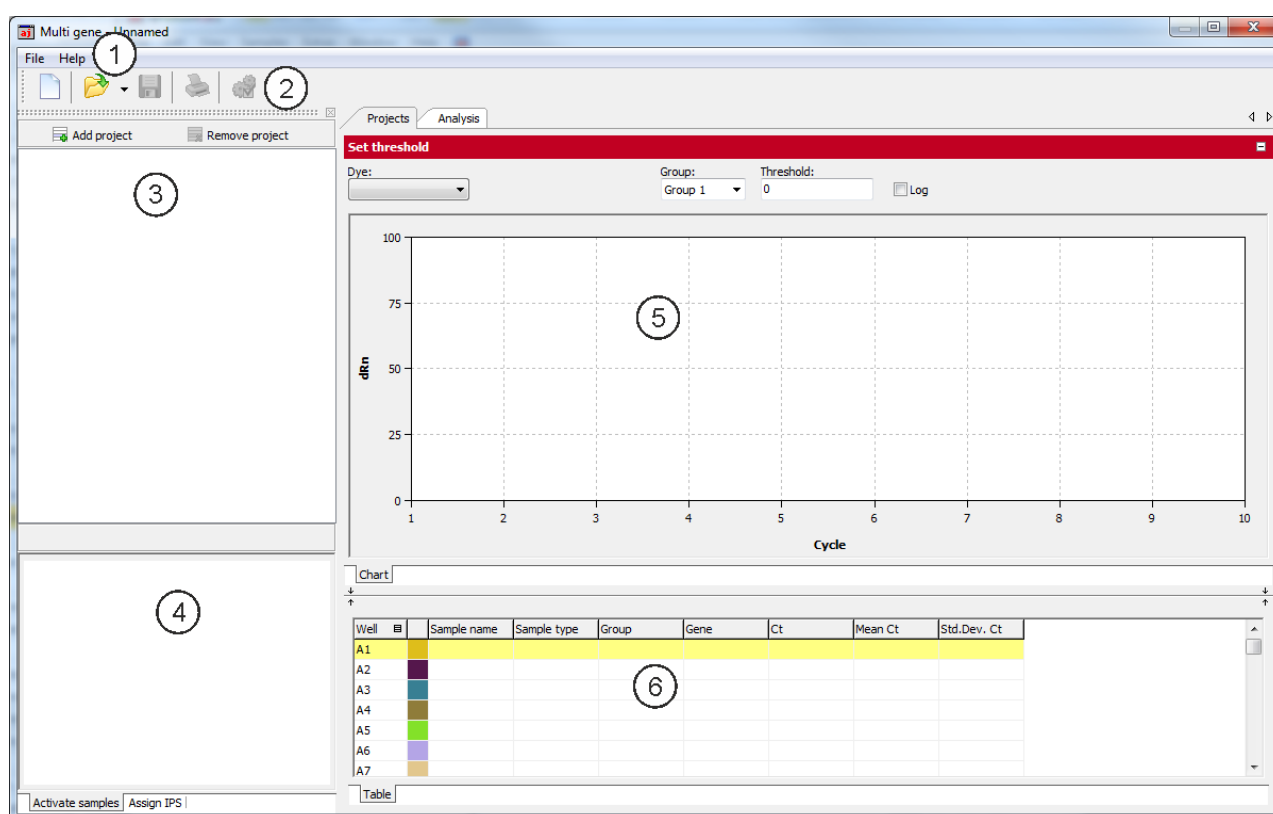 aj Multi gene - Unnamed
File Help
1
2
Add project Remove project
3
4
Activate samples Assign IPS
Projects Analysis
Set threshold
Dye: Group: Threshold:
Group 1 0 Log
100
75
50
25
0
dRn
5
1 2 3 4 5 6 7 8 9 10
Cycle
Chart
Well Sample name Sample type Group Gene Ct Mean Ct Std.Dev. Ct
A1
A2
A3
A4
A5
A6
A7
6
Table